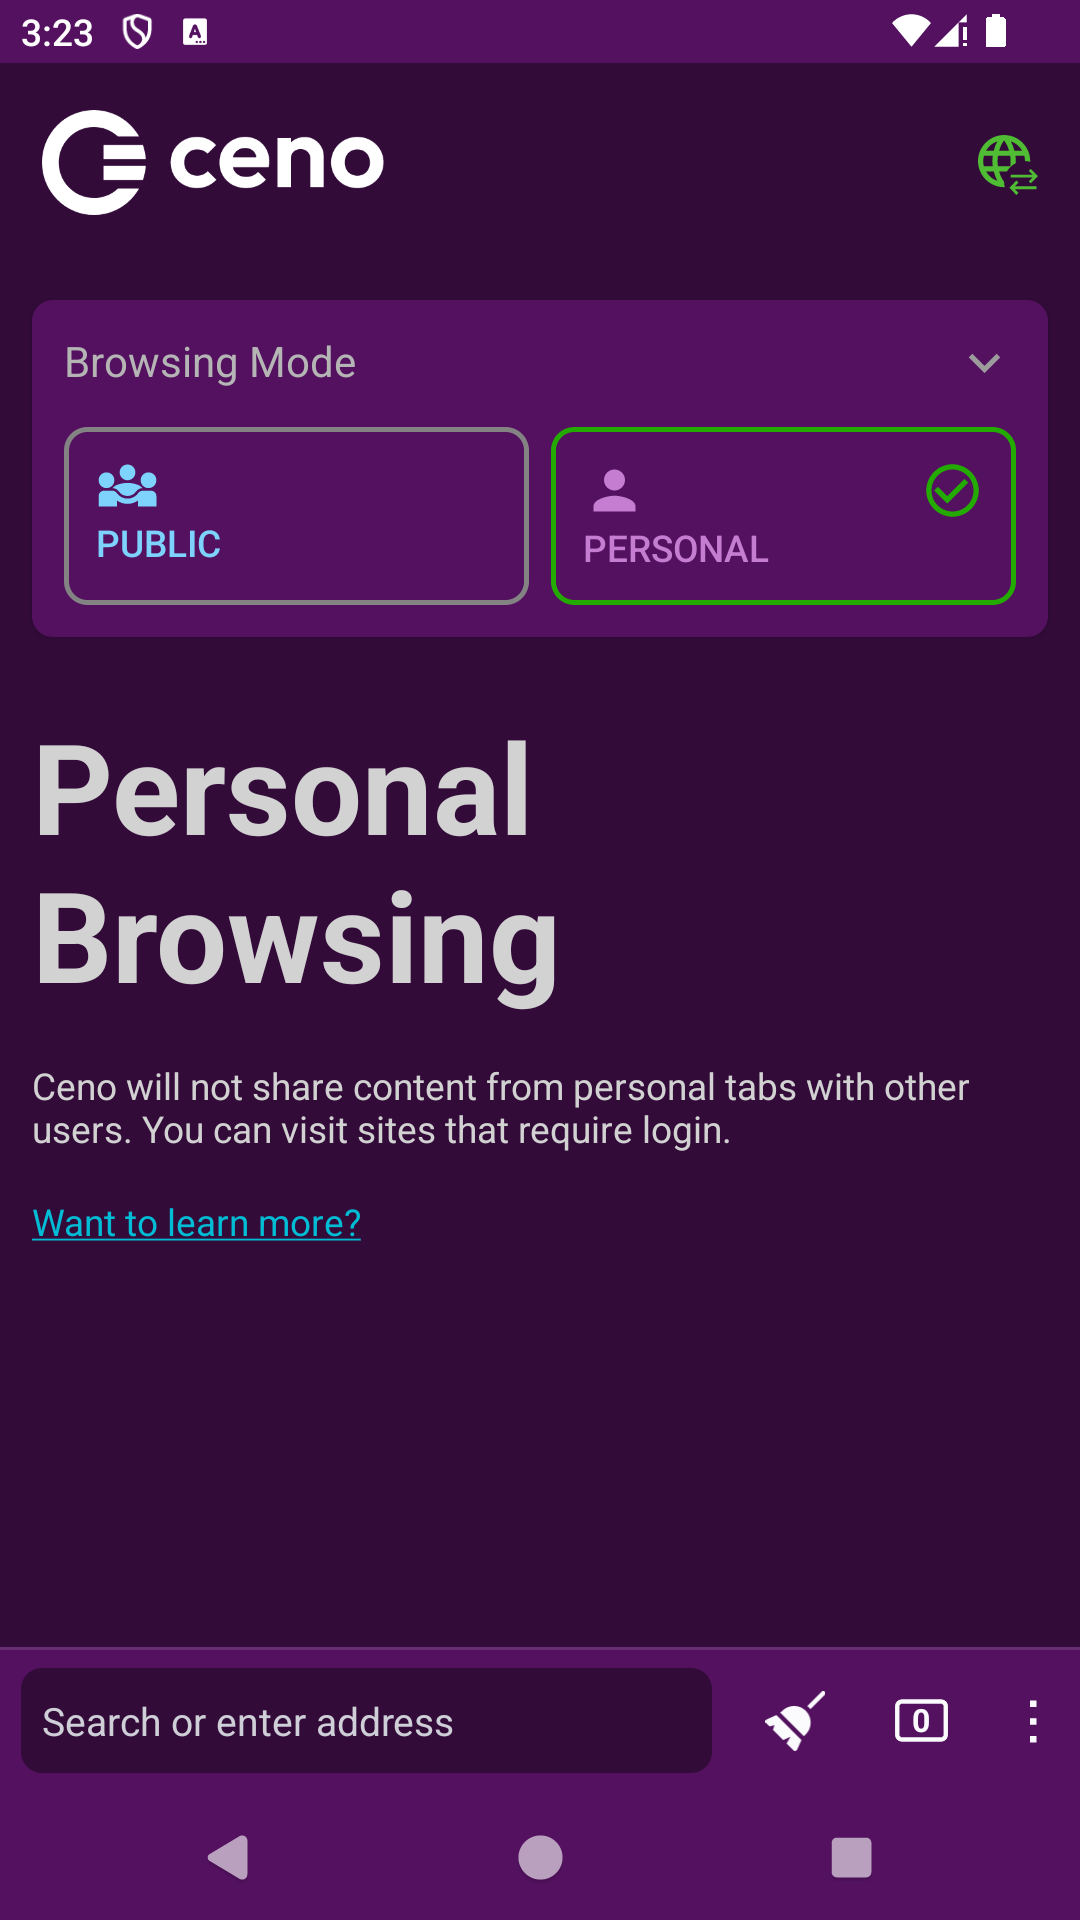 3:23
ceno
Browsing Mode
PUBLIC
PERSONAL
Personal
Browsing
Ceno will not share content from personal tabs with other
users. You can visit sites that require login.
Want to learn more?
Search or enter address
0